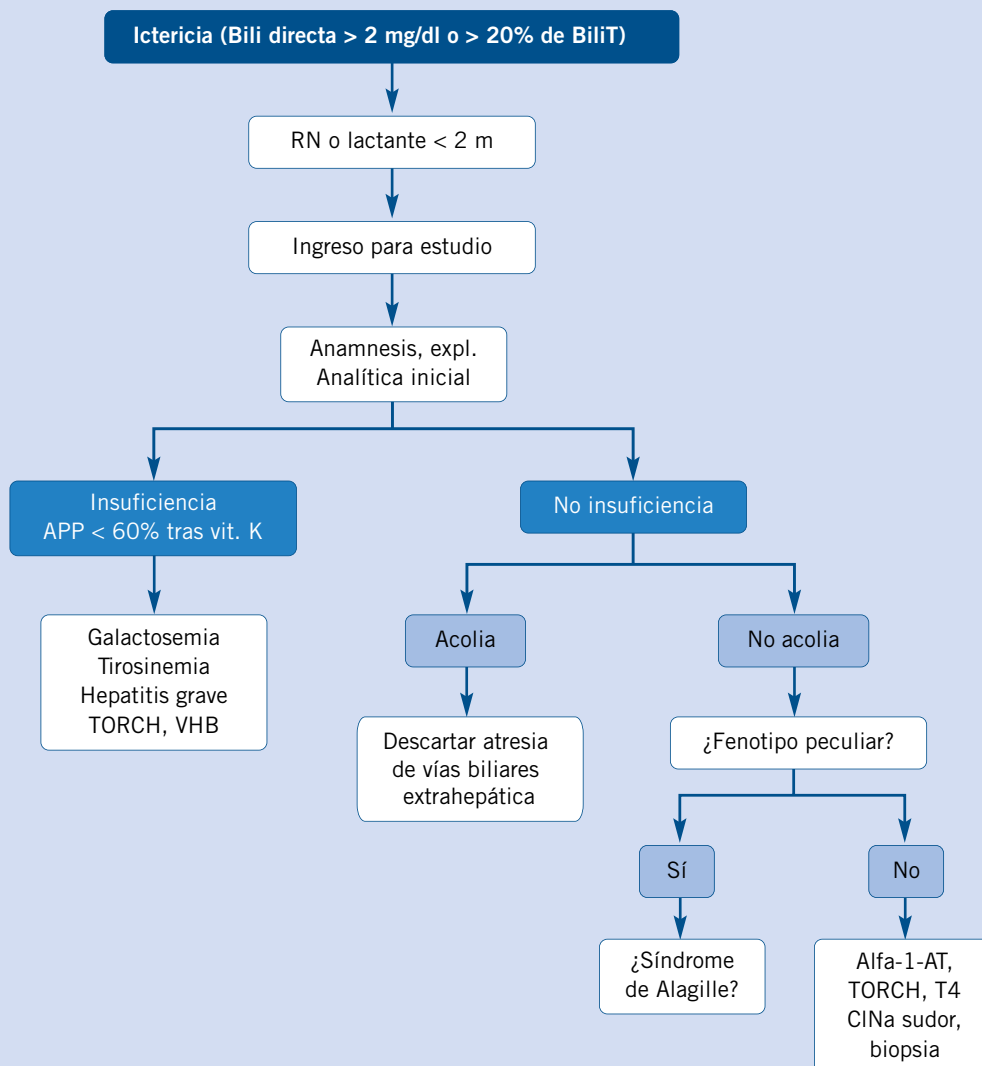 Ictericia (Bili directa > 2 mg/dl o > 20% de BiliT)
RN o lactante < 2 m
Ingreso para estudio
Anamnesis, expl.
Analítica inicial
Insuficiencia
APP < 60% tras vit. K
No insuficiencia
Galactosemia
Tirosinemia
Hepatitis grave
TORCH, VHB
Acolia
No acolia
Descartar atresia
de vías biliares
extrahepática
¿Fenotipo peculiar?
Sí
No
¿Síndrome
de Alagille?
Alfa-1-AT,
TORCH, T4
ClNa sudor,
biopsia